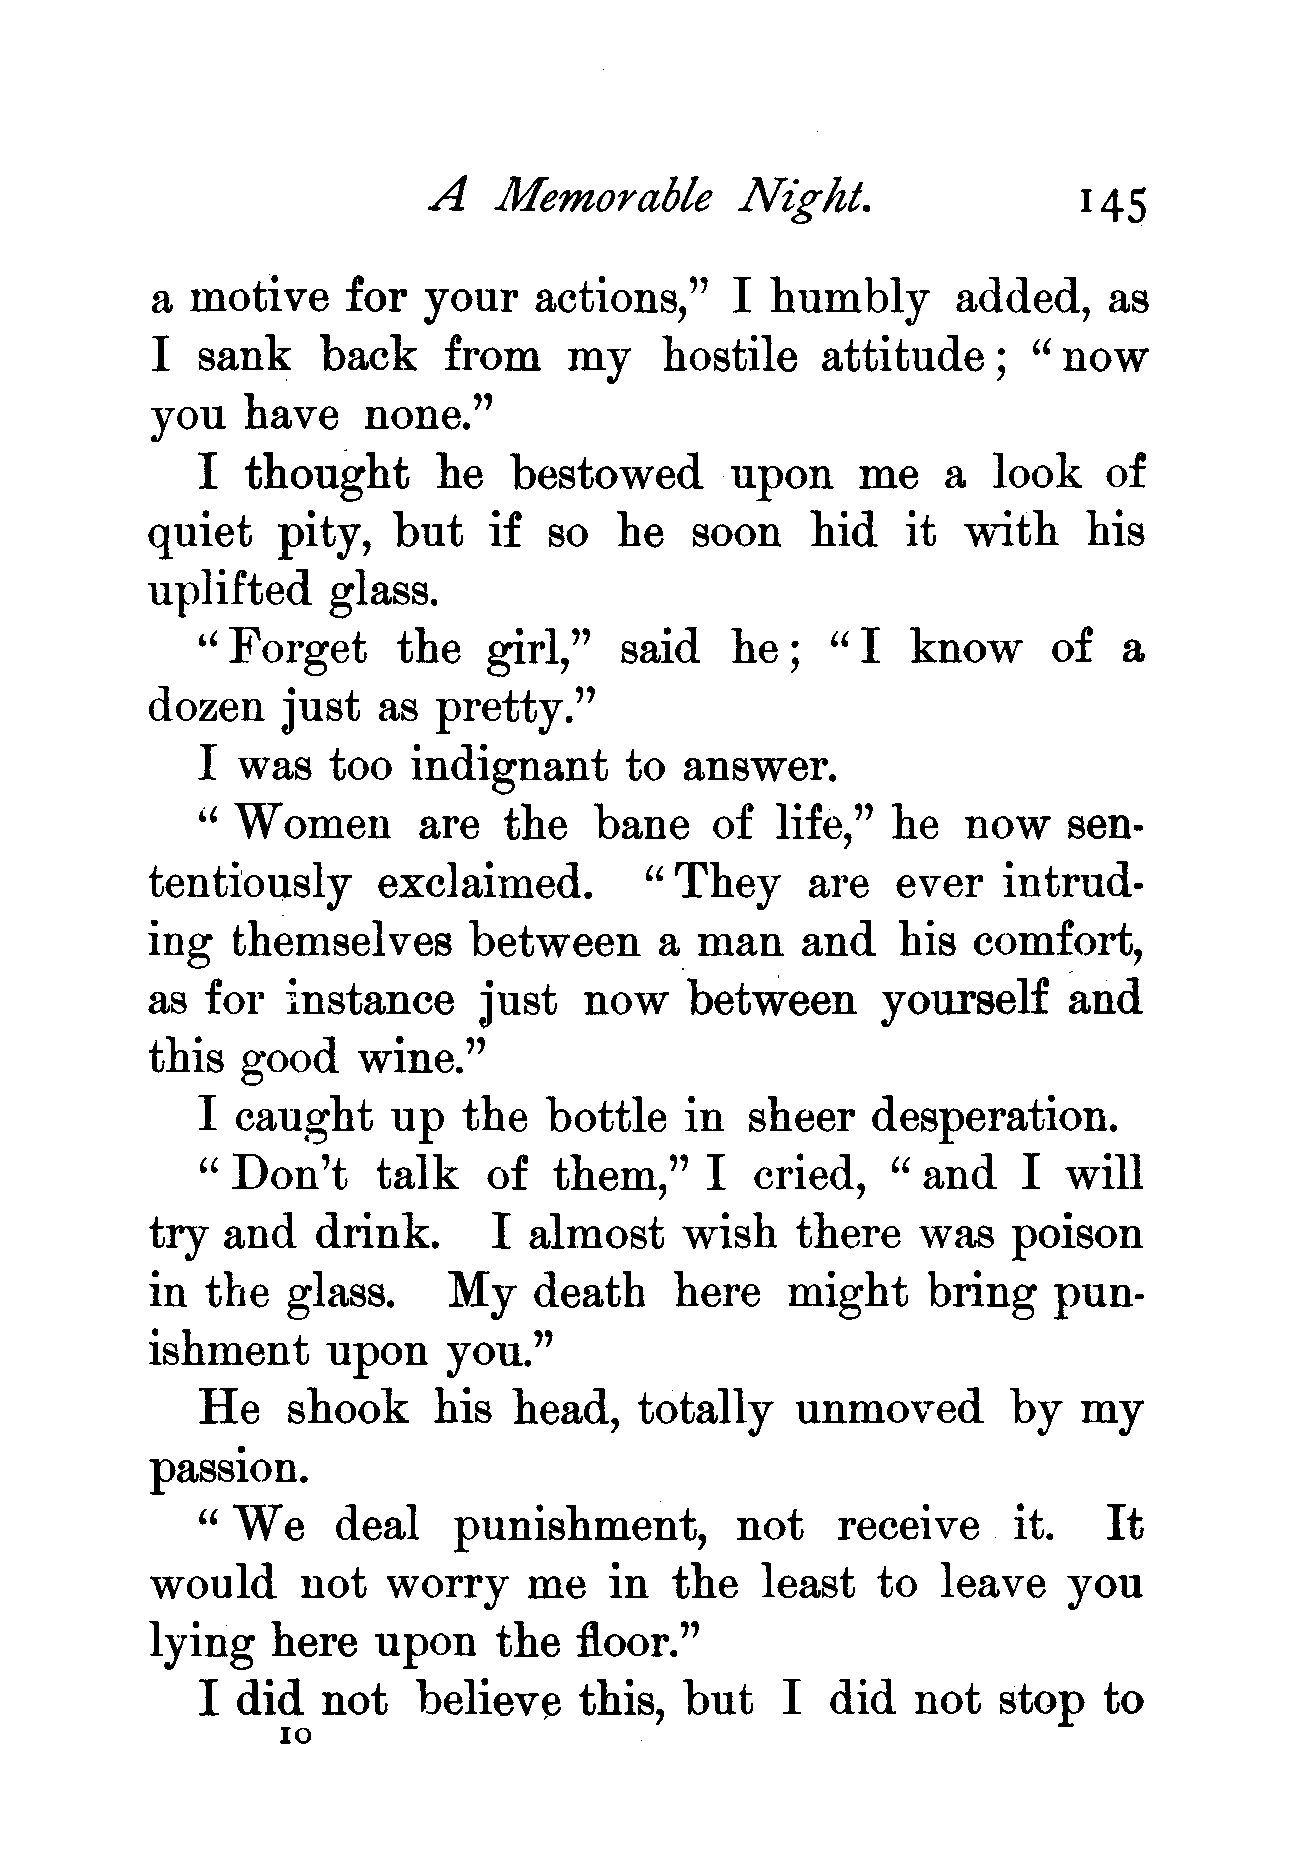 A Memorable Night. 145
a motive for your actions,” I humbly added, as
I sank back from my hostile attitude; “now
you have none.”
I thought he bestowed upon me a look of
quiet pity, but if so he soon hid it with his
uplifted glass.
“Forget the girl,” said he; “I know of a
dozen just as pretty.”
I was too indignant to answer.
“Women are the bane of life,” he now sen-
tentiously exclaimed. “They are ever intrud-
ing themselves between a man and his comfort,
as for instance just now between yourself and
this good wine.”
I caught up the bottle in sheer desperation.
“Don’t talk of them,” I cried, “and I will
try and drink. I almost wish there was poison
in the glass. My death here might bring pun-
ishment upon you.”
He shook his head, totally unmoved by my
passion.
“We deal punishment, not receive it. It
would not worry me in the least to leave you
lying here upon the floor.”
I did not believe this, but I did not stop to
10